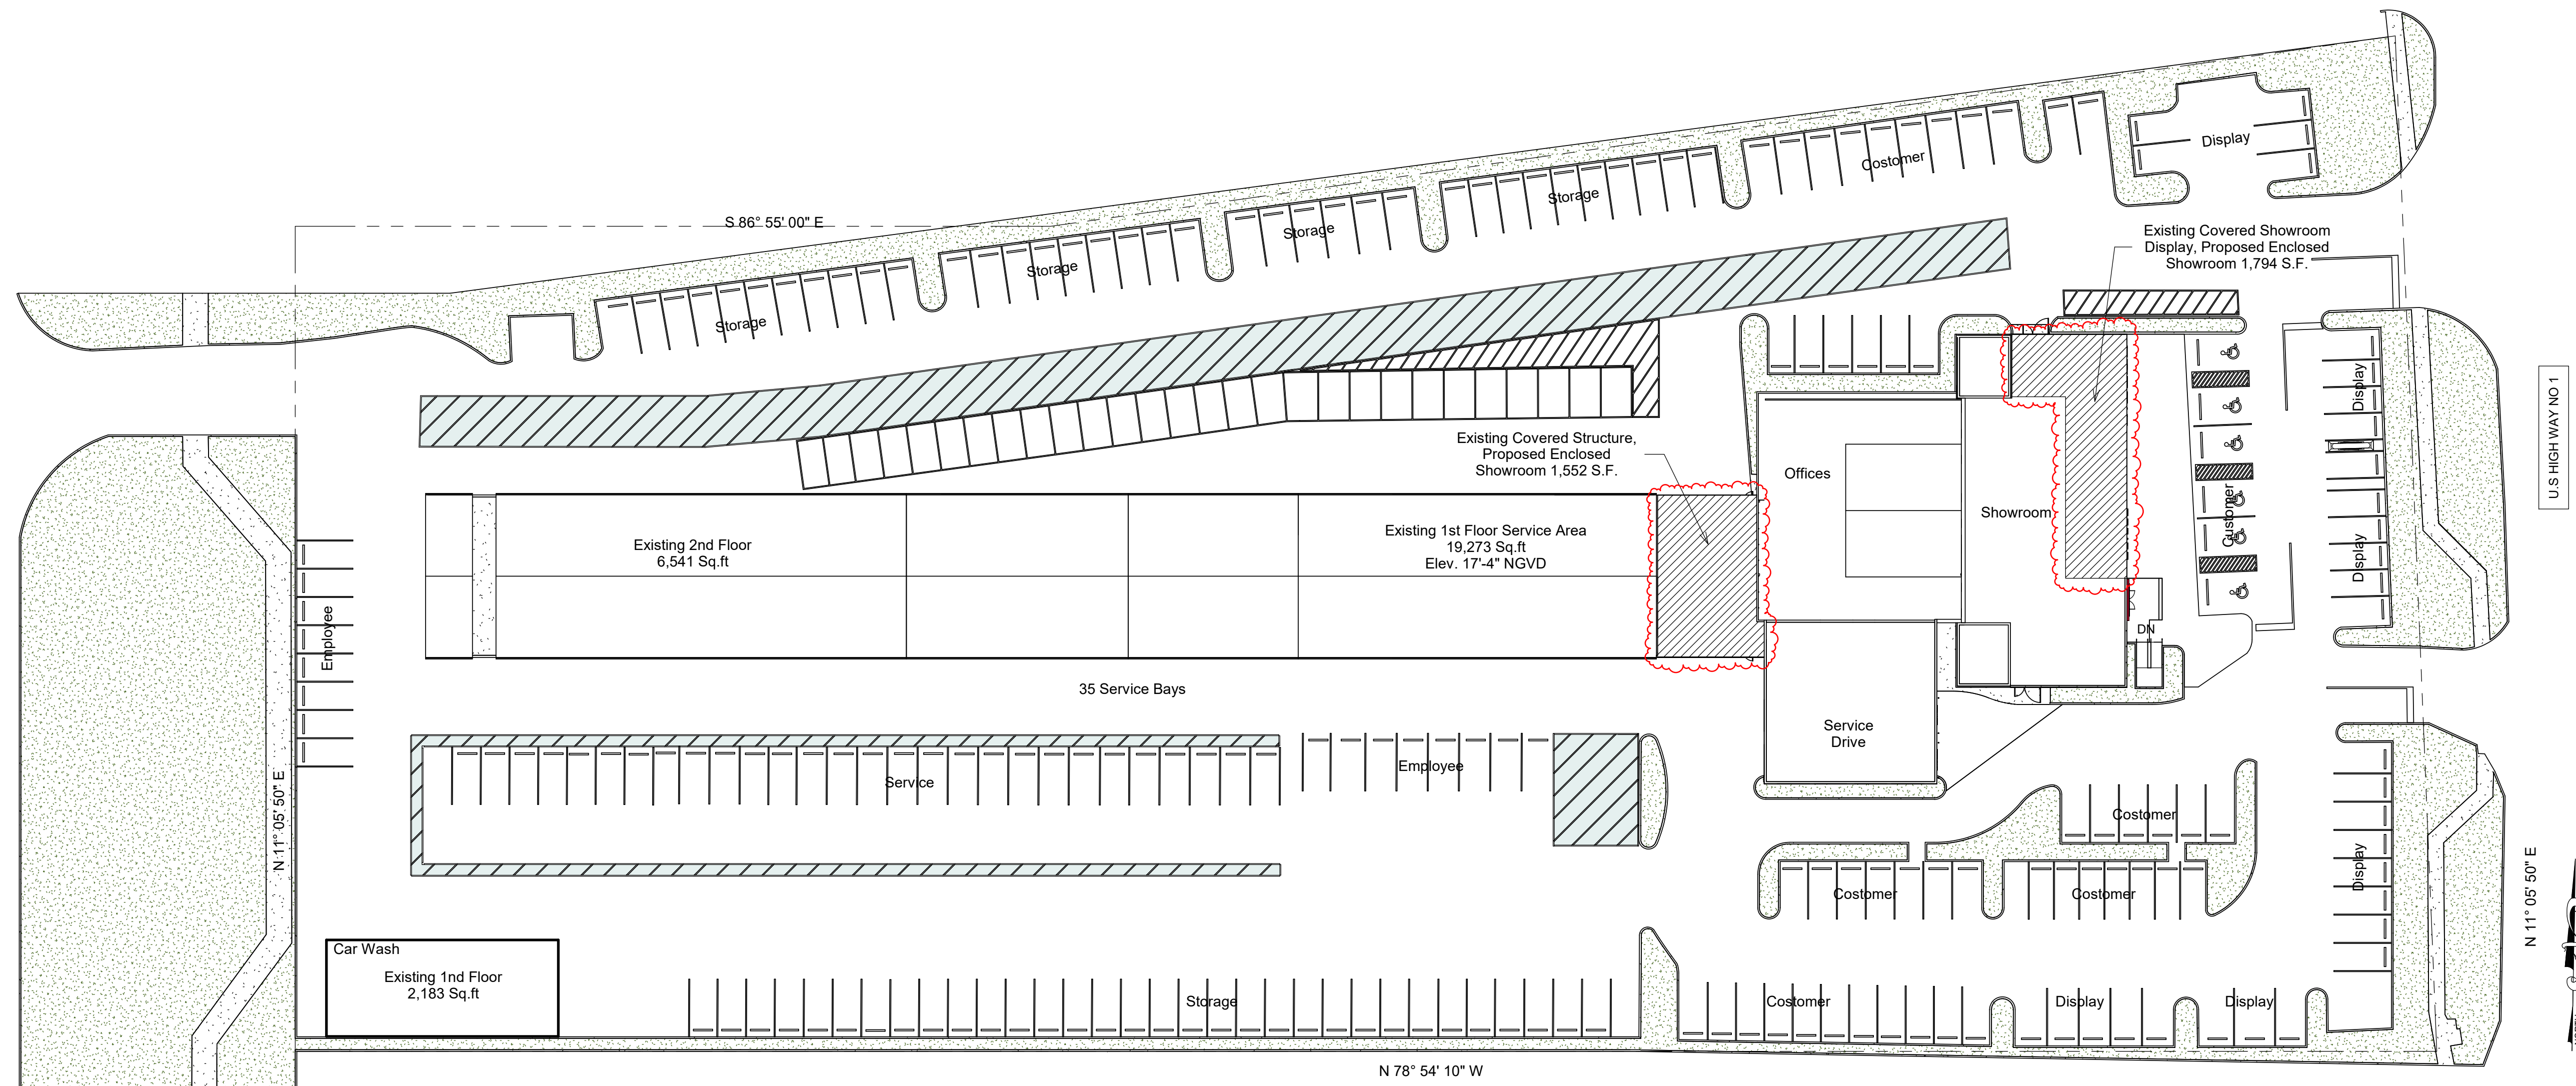 Display
Costomer
Storage
S 86° 55' 00" E
Storage
Storage
Storage
Existing Covered Showroom
Display, Proposed Enclosed
Showroom 1,794 S.F.
Display
U.S HIGH WAY NO 1
Existing Covered Structure,
Proposed Enclosed
Showroom 1,552 S.F.
Offices
Showroom
Customer
Existing 2nd Floor
6,541 Sq.ft
Existing 1st Floor Service Area
19,273 Sq.ft
Elev. 17'-4" NGVD
Display
Employee
DN
35 Service Bays
Service
Drive
Employee
Service
N 11° 05' 50" E
Costomer
Display
Costomer
Costomer
N 11° 05' 50" E
Car Wash
Existing 1nd Floor
2,183 Sq.ft
Storage
Costomer
Display
Display
N 78° 54' 10" W